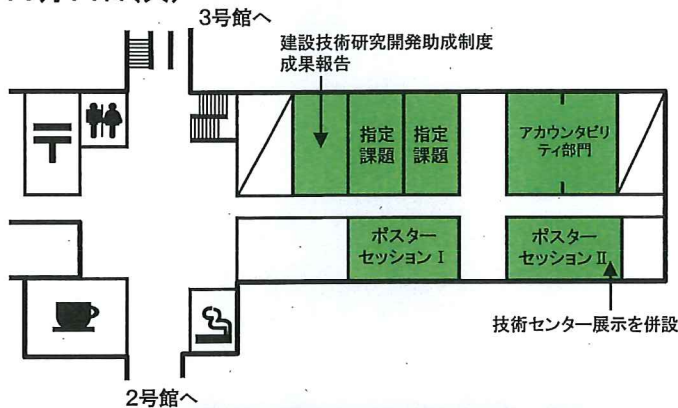 3号館へ
建設技術研究開発助成制度
成果報告
指定
課題
指定
課題
アカウンタビリ
ティ部門
ポスター
セッションⅠ
ポスター
セッションⅡ
技術センター展示を併設
2号館へ